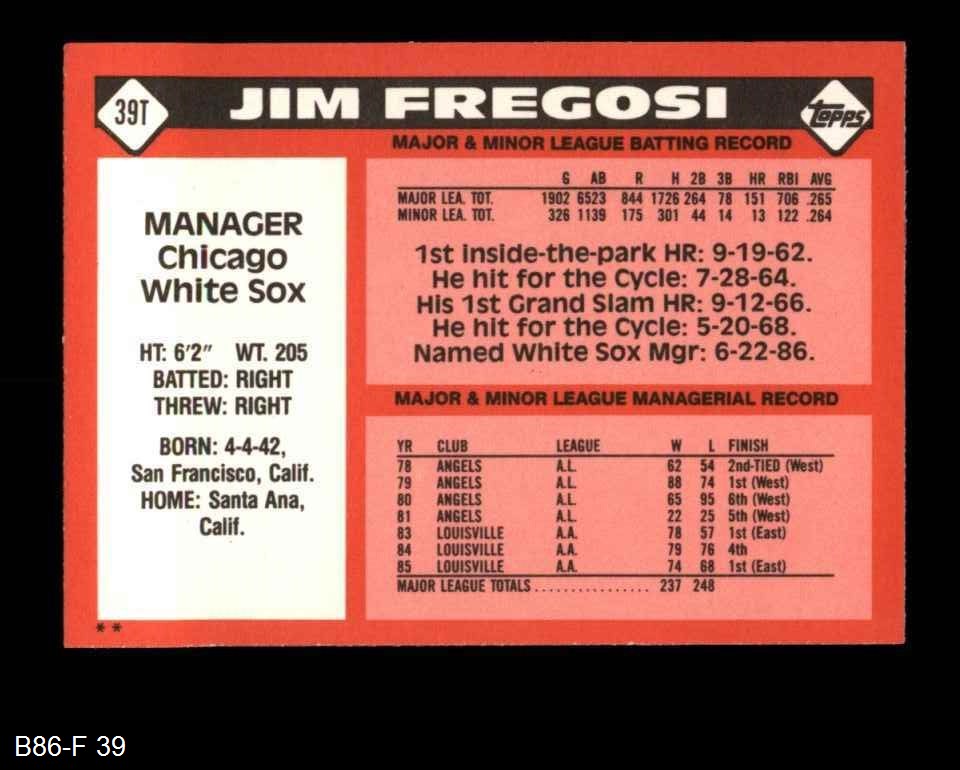 39T
JIM FREGOSI
Topps
MAJOR & MINOR LEAGUE BATTING RECORD
G AB R H 2B 3B HR RBI AVG
MAJOR LEA. TOT. 1902 6523 844 1726 264 78 151 706 .265
MINOR LEA. TOT. 326 1139 175 301 44 14 13 122 .264
MANAGER
Chicago
White Sox
HT: 6'2" WT. 205
BATTED: RIGHT
THREW: RIGHT
BORN: 4-4-42,
San Francisco, Calif.
HOME: Santa Ana,
Calif.
1st inside-the-park HR: 9-19-62.
He hit for the Cycle: 7-28-64.
His 1st Grand Slam HR: 9-12-66.
He hit for the Cycle: 5-20-68.
Named White Sox Mgr: 6-22-86.
MAJOR & MINOR LEAGUE MANAGERIAL RECORD
YR CLUB LEAGUE W L FINISH
78 ANGELS A.L. 62 54 2nd-TIED (West)
79 ANGELS A.L. 88 74 1st (West)
80 ANGELS A.L. 65 95 6th (West)
81 ANGELS A.L. 22 25 5th (West)
83 LOUISVILLE A.A. 78 57 1st (East)
84 LOUISVILLE A.A. 79 76 4th
85 LOUISVILLE A.A. 74 68 1st (East)
MAJOR LEAGUE TOTALS................ 237 248
* *
B86-F 39